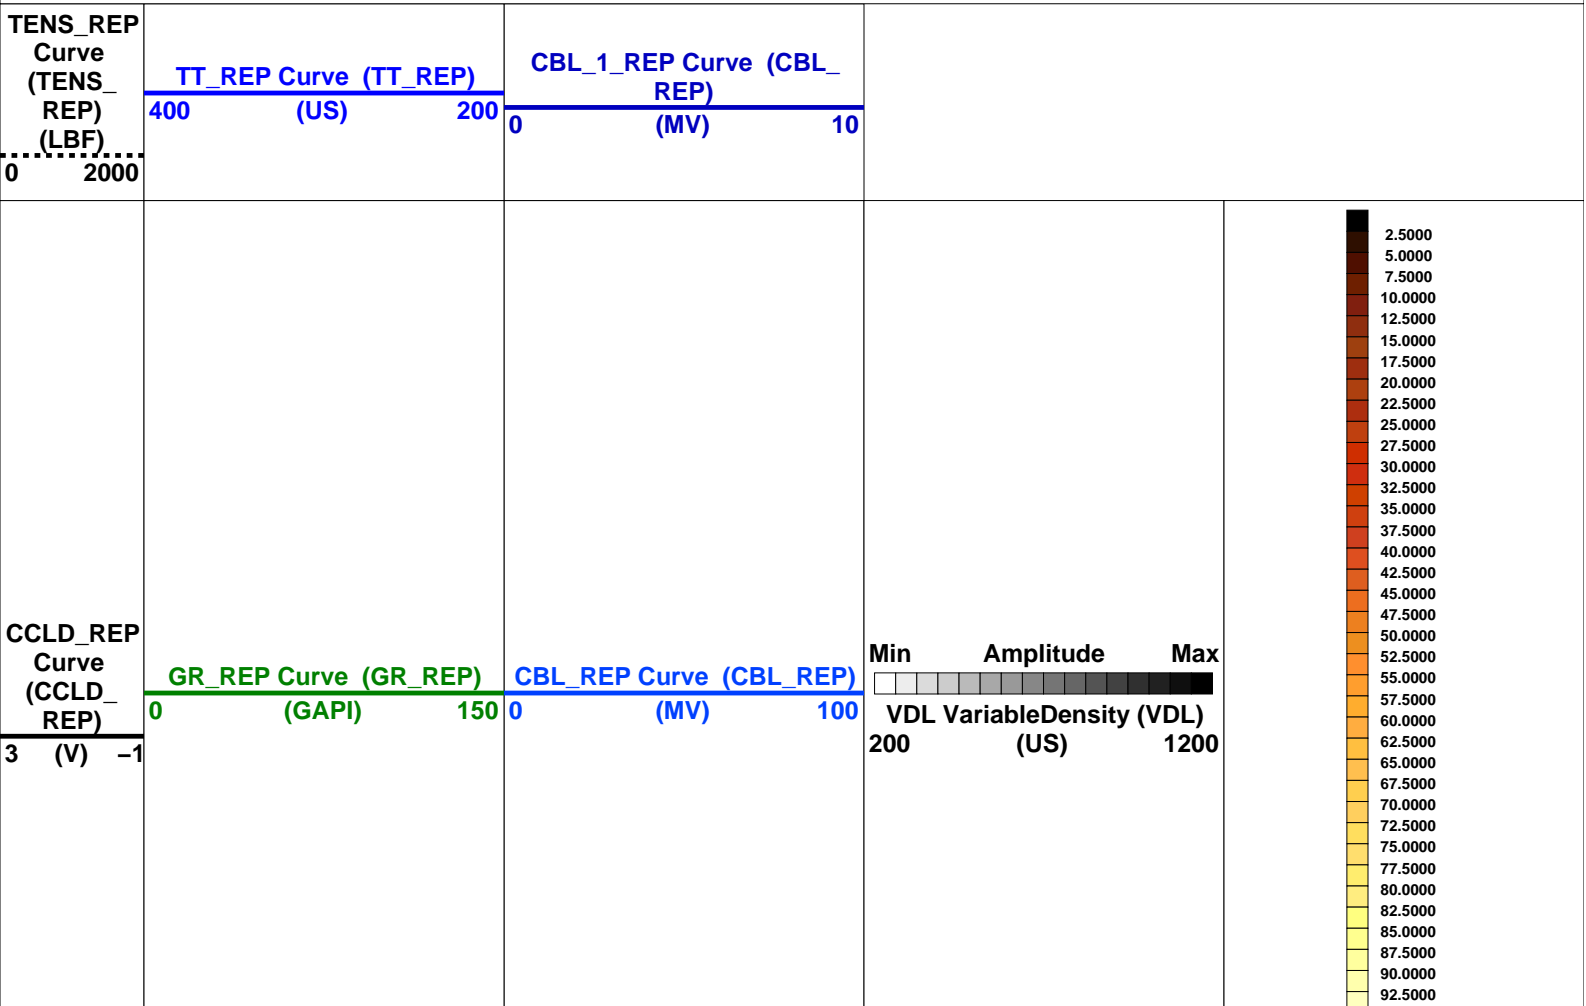 TENS_REP
Curve
(TENS_
REP)
(LBF)
0 2000
TT_REP Curve (TT_REP)
400 (US) 200
CBL_1_REP Curve (CBL_
REP)
0 (MV) 10
CCLD_REP
Curve
(CCLD_
REP)
3 (V) −1
GR_REP Curve (GR_REP)
0 (GAPI) 150
CBL_REP Curve (CBL_REP)
0 (MV) 100
Min Amplitude Max
VDL VariableDensity (VDL)
200 (US) 1200
2.5000
5.0000
7.5000
10.0000
12.5000
15.0000
17.5000
20.0000
22.5000
25.0000
27.5000
30.0000
32.5000
35.0000
37.5000
40.0000
42.5000
45.0000
47.5000
50.0000
52.5000
55.0000
57.5000
60.0000
62.5000
65.0000
67.5000
70.0000
72.5000
75.0000
77.5000
80.0000
82.5000
85.0000
87.5000
90.0000
92.5000